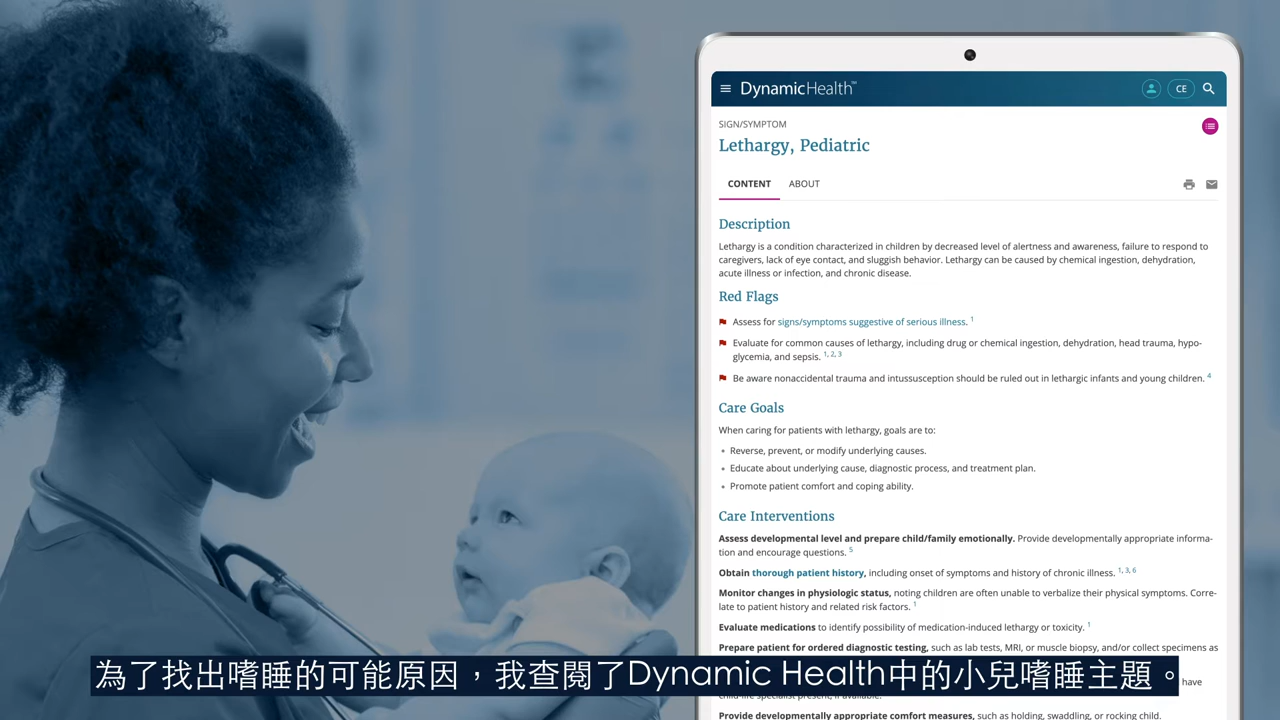 DynamicHealth™
CE
SIGN/SYMPTOM
Lethargy, Pediatric
CONTENT
ABOUT
Description
Lethargy is a condition characterized in children by decreased level of alertness and awareness, failure to respond to
caregivers, lack of eye contact, and sluggish behavior. Lethargy can be caused by chemical ingestion, dehydration,
acute illness or infection, and chronic disease.
Red Flags
Assess for signs/symptoms suggestive of serious illness. 1
Evaluate for common causes of lethargy, including drug or chemical ingestion, dehydration, head trauma, hypo-
glycemia, and sepsis. 1, 2, 3
Be aware nonaccidental trauma and intussusception should be ruled out in lethargic infants and young children. 4
Care Goals
When caring for patients with lethargy, goals are to:
• Reverse, prevent, or modify underlying causes.
• Educate about underlying cause, diagnostic process, and treatment plan.
• Promote patient comfort and coping ability.
Care Interventions
Assess developmental level and prepare child/family emotionally. Provide developmentally appropriate informa-
tion and encourage questions. 5
Obtain thorough patient history, including onset of symptoms and history of chronic illness. 1, 3, 6
Monitor changes in physiologic status, noting children are often unable to verbalize their physical symptoms. Corre-
late to patient history and related risk factors. 1
Evaluate medications to identify possibility of medication-induced lethargy or toxicity. 1
Prepare patient for ordered diagnostic testing, such as lab tests, MRI, or muscle biopsy, and/or collect specimens as
have
為了找出嗜睡的可能原因，我查閱了Dynamic Health中的小兒嗜睡主題。
Provide developmentally appropriate comfort measures, such as holding, swaddling, or rocking child.